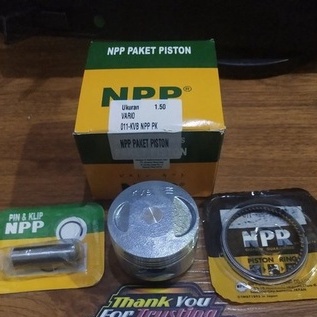 NPP PAKET PISTON
NPP®
Ukuran 1.50
VARIO
011-KVB NPP PK
NPP PAKET PISTON
PIN & KLIP
NPP
NPR
PISTON RING
Thank You
For Trusting